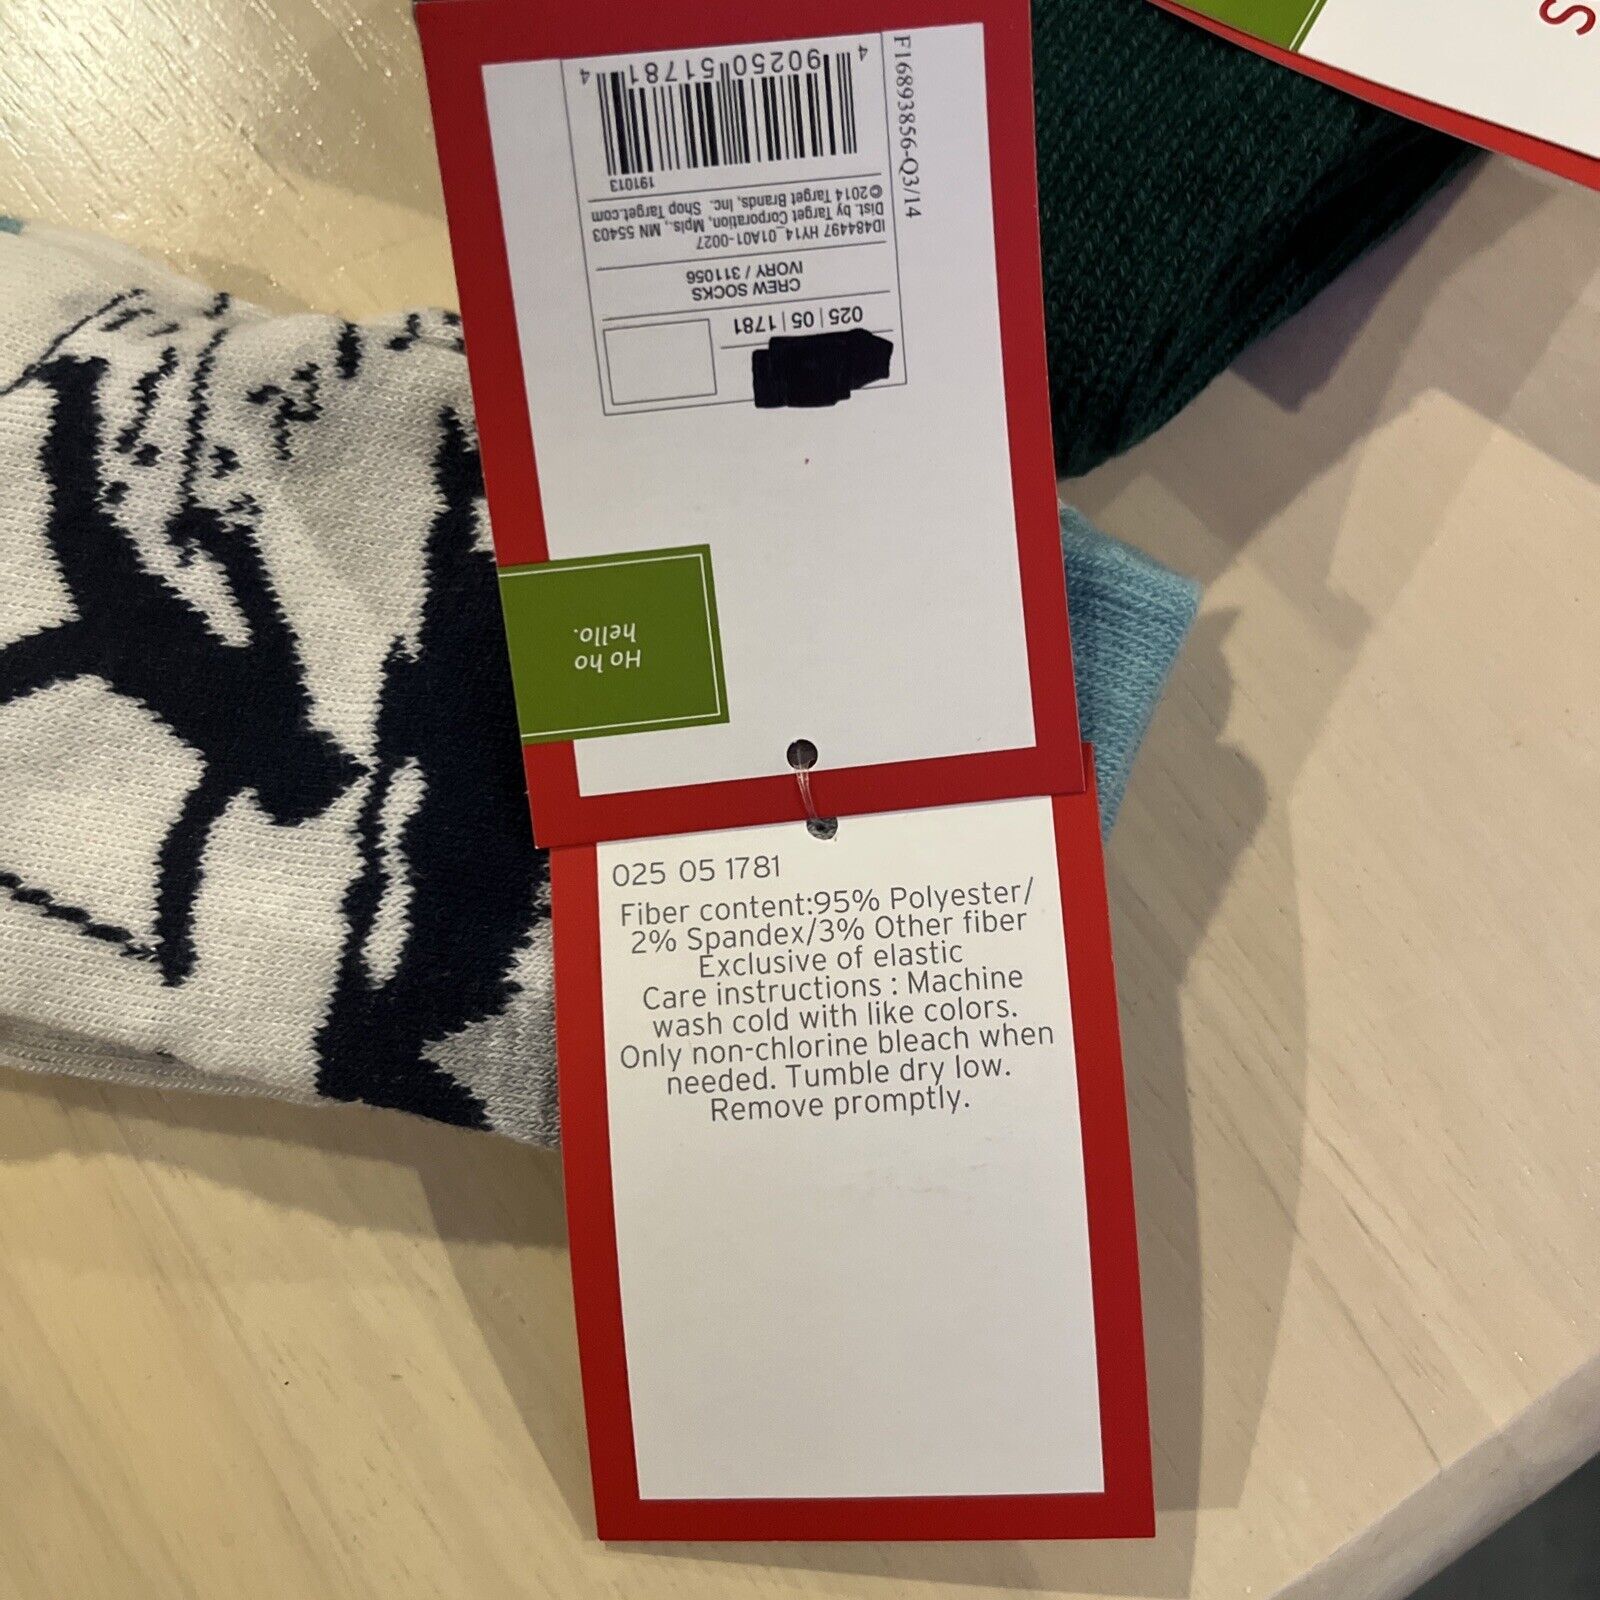 025 | 05 | 1781
CREW SOCKS
IVORY / 311056
ID484497 HY14_01A01-0027
Dist. by Target Corporation, Mpls., MN 55403
©2014 Target Brands, Inc. Shop Target.com
191013
4 90250 51781 4
F16893856-Q3/14
Ho ho
hello.
025 05 1781
Fiber content:95% Polyester/
2% Spandex/3% Other fiber
Exclusive of elastic
Care instructions : Machine
wash cold with like colors.
Only non-chlorine bleach when
needed. Tumble dry low.
Remove promptly.
S